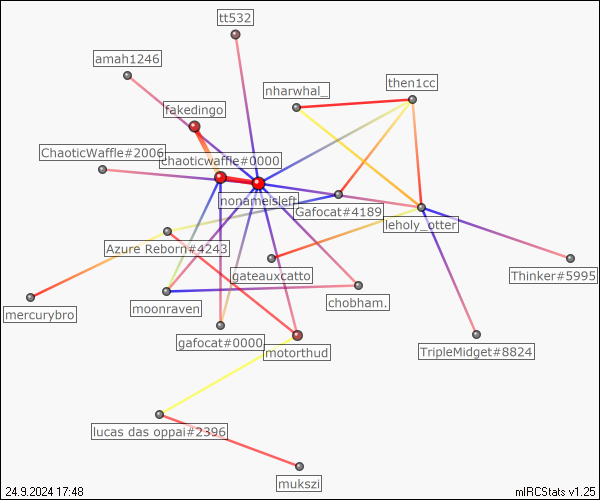 tt532
amah1246
then1cc
nharwhal_
fakedingo
ChaoticWaffle#2006
chaoticwaffle#0000
nonameisleft
Gafocat#4189
leholy_otter
Azure Reborn#4243
gateauxcatto
Thinker#5995
mercurybro
moonraven
chobham.
gafocat#0000
motorthud
TripleMidget#8824
lucas das oppai#2396
mukszi
24.9.2024 17:48
mIRCStats v1.25